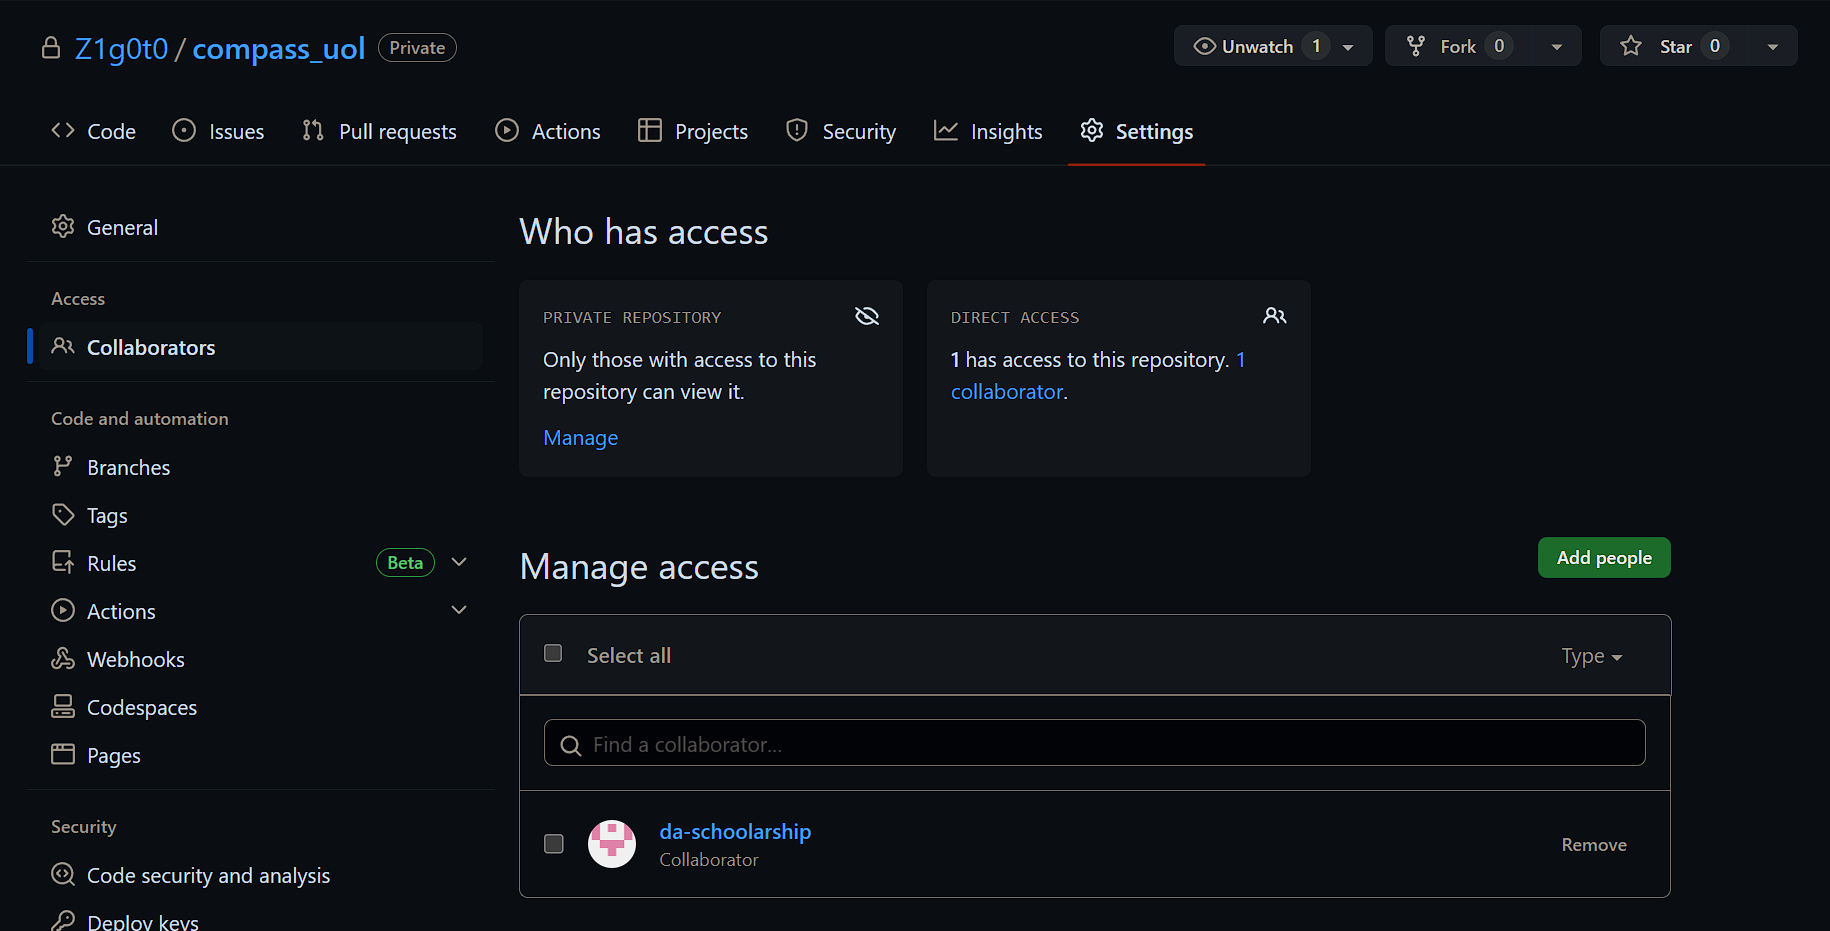 Z1g0t0 / compass_uol Private
Unwatch 1
Fork 0
Star 0
Code
Issues
Pull requests
Actions
Projects
Security
Insights
Settings
General
Access
Collaborators
Code and automation
Branches
Tags
Rules Beta
Actions
Webhooks
Codespaces
Pages
Security
Code security and analysis
Deploy keys
Who has access
PRIVATE REPOSITORY
Only those with access to this
repository can view it.
Manage
DIRECT ACCESS
1 has access to this repository. 1
collaborator.
Manage access
Add people
Select all
Type
Find a collaborator...
da-schoolarship
Collaborator
Remove